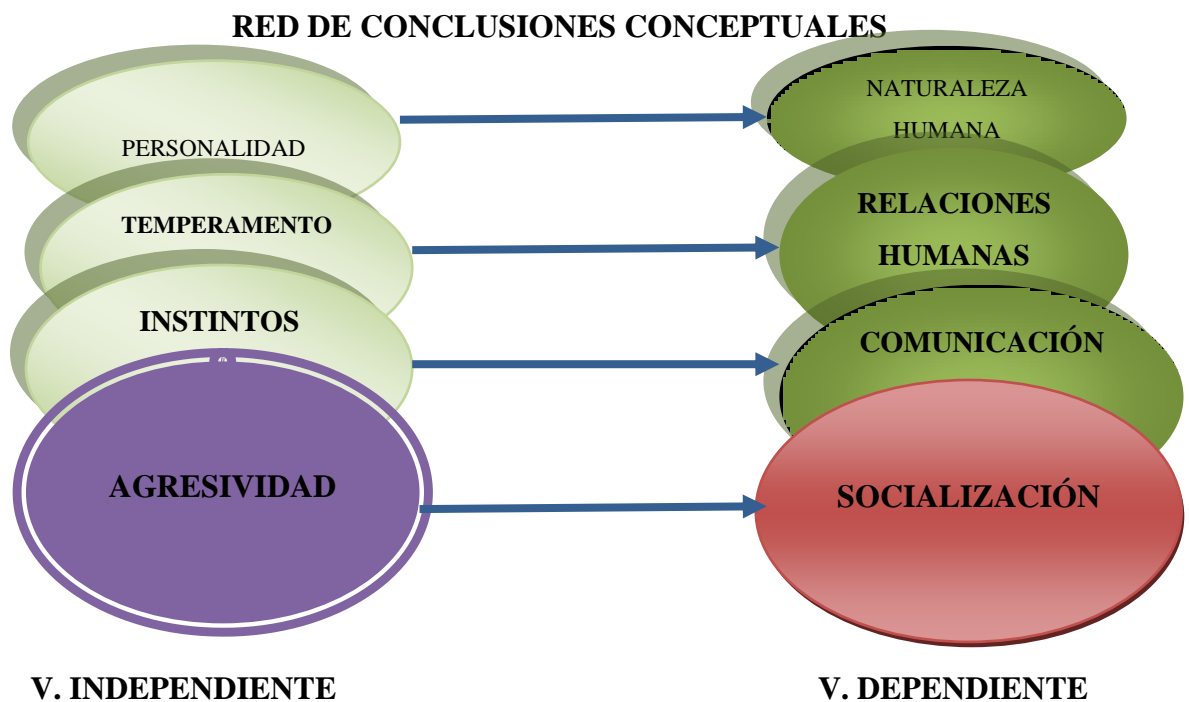 RED DE CONCLUSIONES CONCEPTUALES
PERSONALIDAD
NATURALEZA
HUMANA
TEMPERAMENTO
RELACIONES
HUMANAS
INSTINTOS
COMUNICACIÓN
AGRESIVIDAD
SOCIALIZACIÓN
V. INDEPENDIENTE
V. DEPENDIENTE